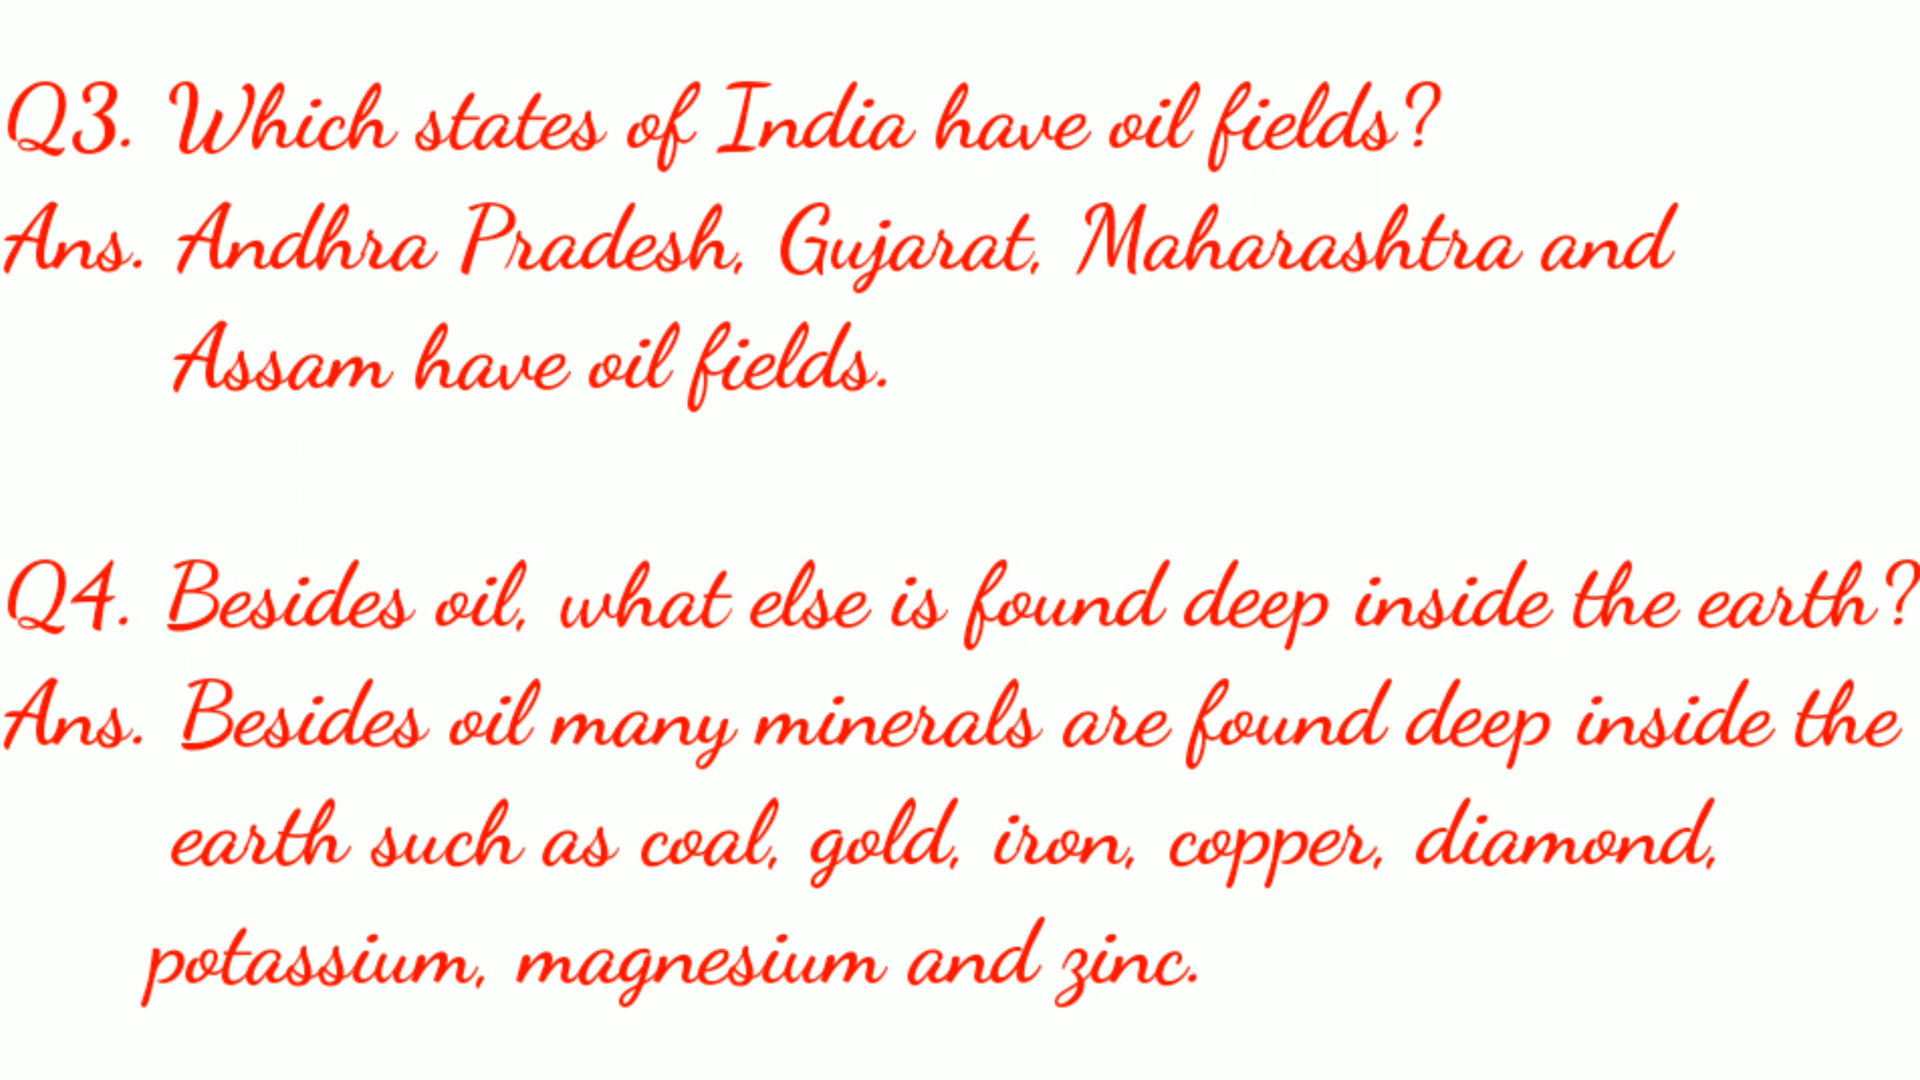 Q3. Which states of India have oil fields?
Ans. Andhra Pradesh, Gujarat, Maharashtra and
Assam have oil fields.
Q4. Besides oil, what else is found deep inside the earth?
Ans. Besides oil many minerals are found deep inside the
earth such as coal, gold, iron, copper, diamond,
potassium, magnesium and zinc.